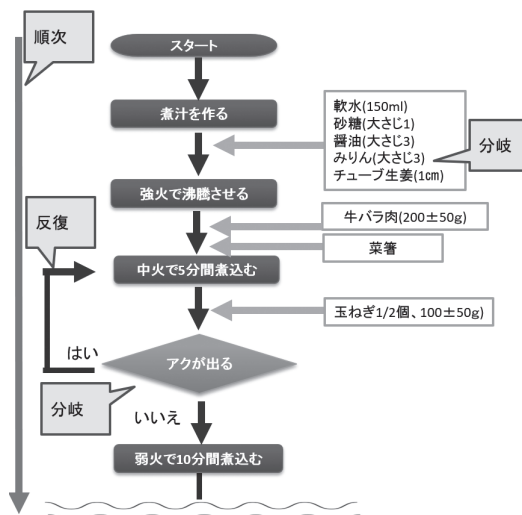 順次
スタート
煮汁を作る
軟水(150ml)
砂糖(大さじ1)
醤油(大さじ3)
みりん(大さじ3)
チューブ生姜(1㎝)
分岐
強火で沸騰させる
反復
牛バラ肉(200±50g)
菜箸
中火で5分間煮込む
玉ねぎ1/2個、100±50g)
はい
アクが出る
分岐
いいえ
弱火で10分間煮込む